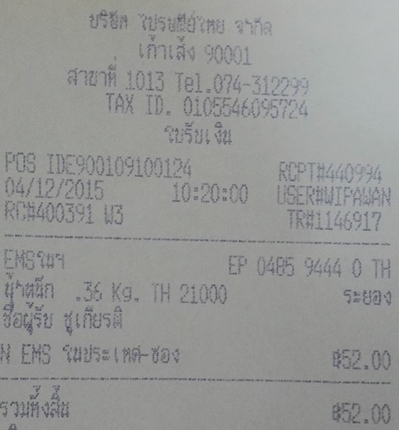 บริษัท ไปรษณีย์ไทย จำกัด
เก้าเส้ง 90001
สาขาที่ 1013 Tel.074-312299
TAX ID. 0105546095724
ใบรับเงิน
POS IDE900109100124 RCPT#440994
04/12/2015 10:20:00 USER#WIPAWAN
RC#400391 W3 TR#1146917
EMSในฯ EP 0485 9444 0 TH
น้ำหนัก .36 Kg. TH 21000 ระยอง
ชื่อผู้รับ ชูเกียรติ
N EMS ในประเทศ-ซอง ฿52.00
รวมทั้งสิ้น ฿52.00